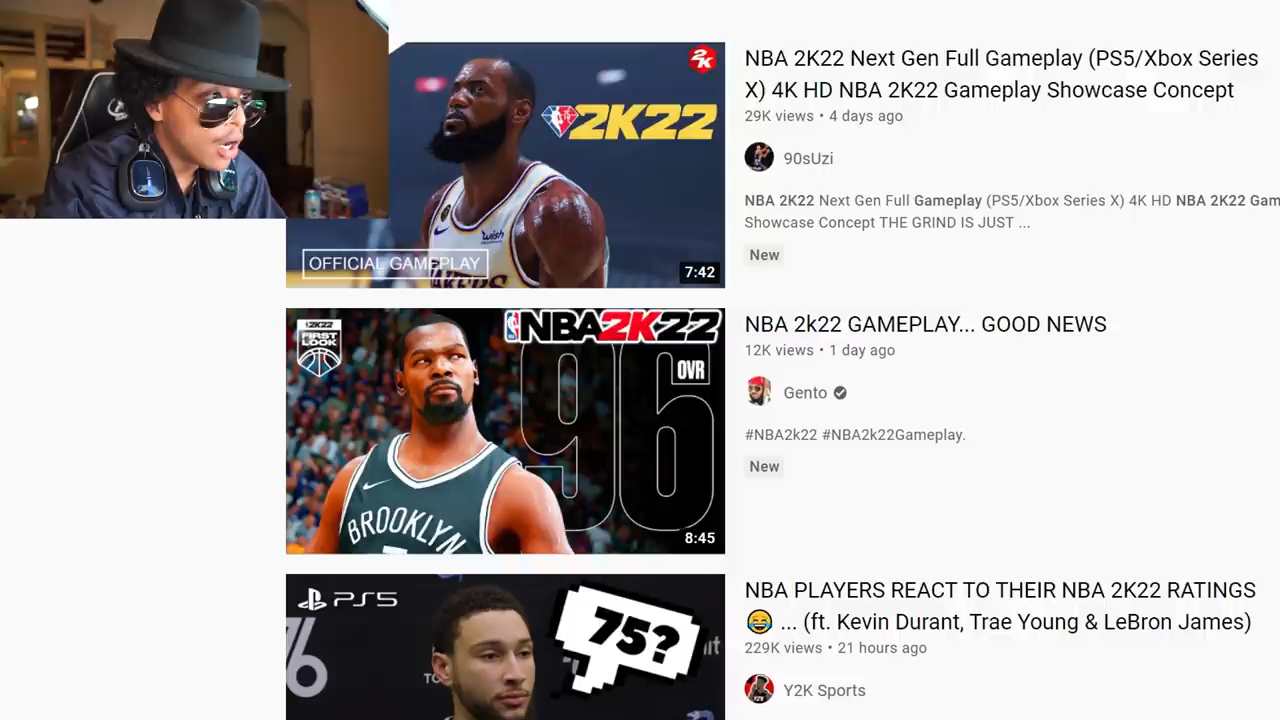 2K
2K22
wish
LAKERS
OFFICIAL GAMEPLAY
7:42
NBA 2K22 Next Gen Full Gameplay (PS5/Xbox Series
X) 4K HD NBA 2K22 Gameplay Showcase Concept
29K views • 4 days ago
90sUzi
NBA 2K22 Next Gen Full Gameplay (PS5/Xbox Series X) 4K HD NBA 2K22 Gam
Showcase Concept THE GRIND IS JUST ...
New
2K22
FIRST
LOOK
NBA2K22
96
OVR
BROOKLYN
8:45
NBA 2k22 GAMEPLAY... GOOD NEWS
12K views • 1 day ago
Gento
#NBA2k22 #NBA2k22Gameplay.
New
PS5
76
75?
NBA PLAYERS REACT TO THEIR NBA 2K22 RATINGS
😂 ... (ft. Kevin Durant, Trae Young & LeBron James)
229K views • 21 hours ago
Y2K Sports